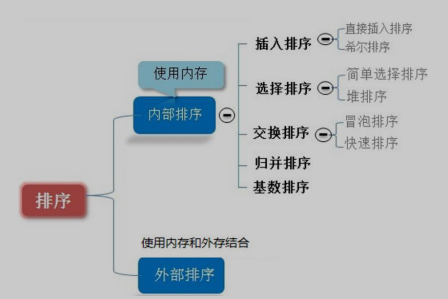 直接插入排序
插入排序
希尔排序
使用内存
简单选择排序
选择排序
堆排序
内部排序
冒泡排序
交换排序
快速排序
归并排序
基数排序
排序
使用内存和外存结合
外部排序